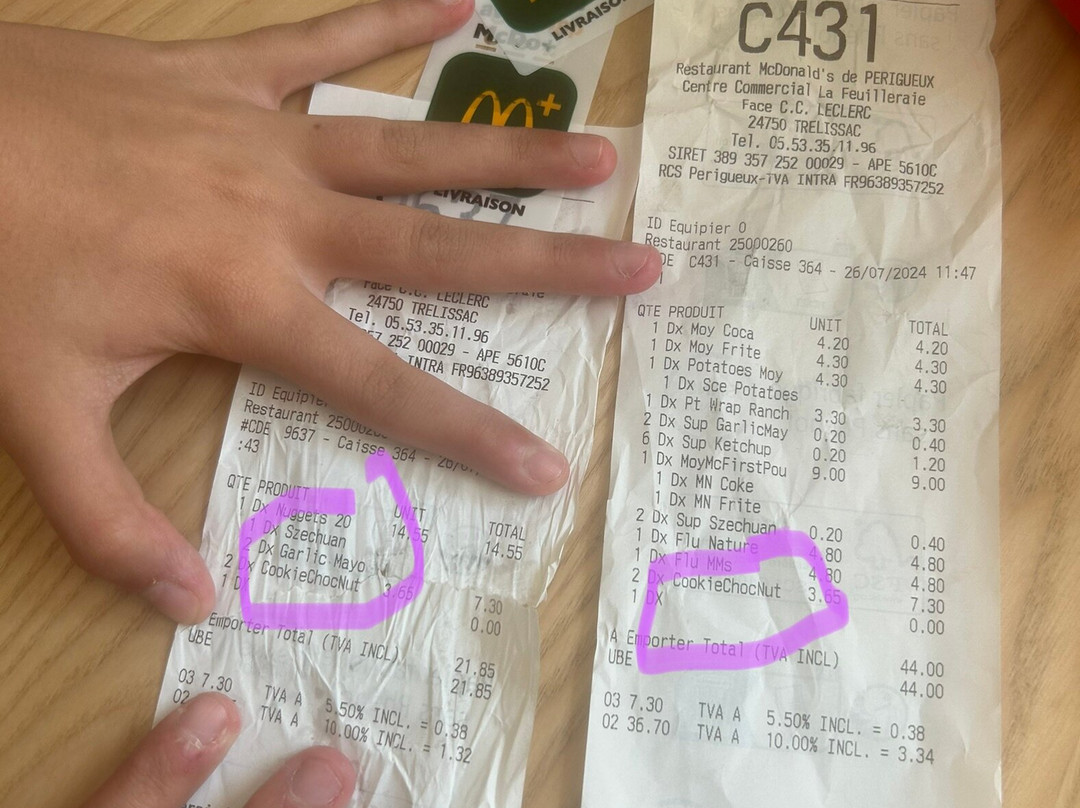 LIVRAISON
McDo+
LIVRAISON
Face C.C. LECLERC
24750 TRELISSAC
Tel. 05.53.35.11.96
57 252 00029 - APE 5610C
INTRA FR96389357252
ID Equipier
Restaurant 25000260
#CDE 9637 - Caisse 364 - 26/0
:43
QTE PRODUIT UNIT TOTAL
1 Dx Nuggets 20 14.55 14.55
1 Dx Szechuan
2 Dx Garlic Mayo
2 Dx CookieChocNut 3.65 7.30
1 Dx 0.00
A Emporter Total (TVA INCL) 21.85
UBE 21.85
03 7.30 TVA A 5.50% INCL. = 0.38
02 TVA A 10.00% INCL. = 1.32
C431
Restaurant McDonald's de PERIGUEUX
Centre Commercial La Feuilleraie
Face C.C. LECLERC
24750 TRELISSAC
Tel. 05.53.35.11.96
SIRET 389 357 252 00029 - APE 5610C
RCS Perigueux-TVA INTRA FR96389357252
ID Equipier 0
Restaurant 25000260
DE C431 - Caisse 364 - 26/07/2024 11:47
QTE PRODUIT UNIT TOTAL
1 Dx Moy Coca 4.20 4.20
1 Dx Moy Frite 4.30 4.30
1 Dx Potatoes Moy 4.30 4.30
1 Dx Sce Potatoes
1 Dx Pt Wrap Ranch 3.30 3.30
2 Dx Sup GarlicMay 0.20 0.40
6 Dx Sup Ketchup 0.20 1.20
1 Dx MoyMcFirstPou 9.00 9.00
1 Dx MN Coke
1 Dx MN Frite
2 Dx Sup Szechuan 0.20 0.40
1 Dx Flu Nature 4.80 4.80
1 Dx Flu MMs 4.80 4.80
2 Dx CookieChocNut 3.65 7.30
1 Dx 0.00
A Emporter Total (TVA INCL) 44.00
UBE 44.00
03 7.30 TVA A 5.50% INCL. = 0.38
02 36.70 TVA A 10.00% INCL. = 3.34